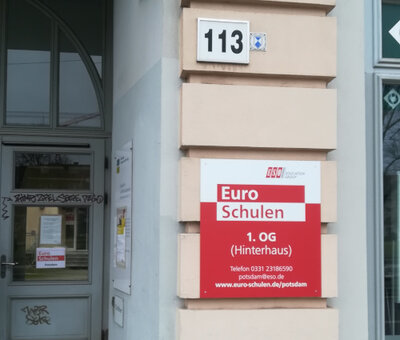 113
ESO EDUCATION
GROUP
Euro
Schulen
1. OG
(Hinterhaus)
Telefon 0331 23186590
potsdam@eso.de
www.euro-schulen.de/potsdam
Euro
Schulen
Potsdam